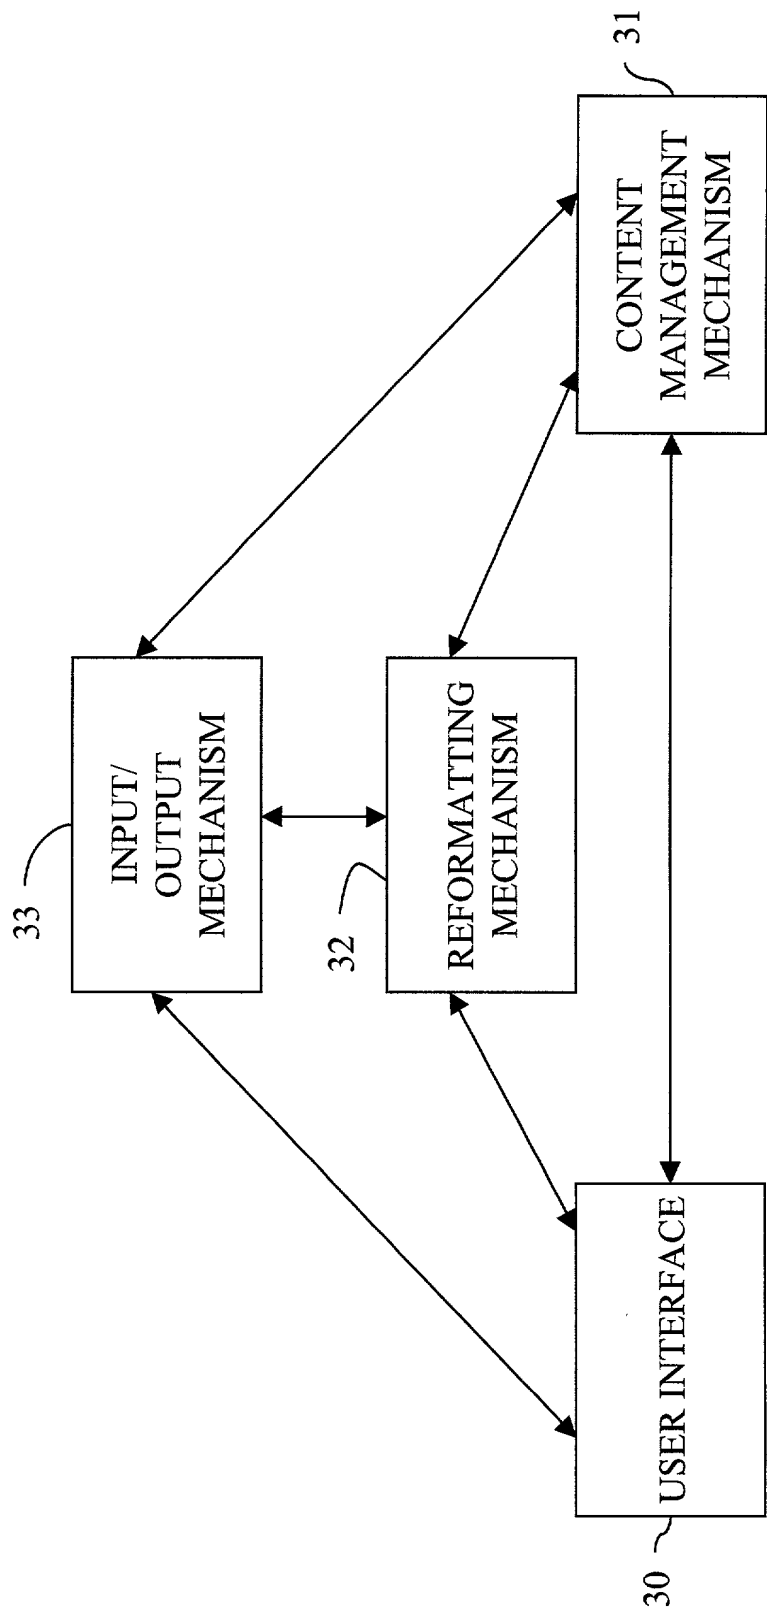 33
INPUT/
OUTPUT
MECHANISM
32
REFORMATTING
MECHANISM
30
USER INTERFACE
CONTENT
MANAGEMENT
MECHANISM
31